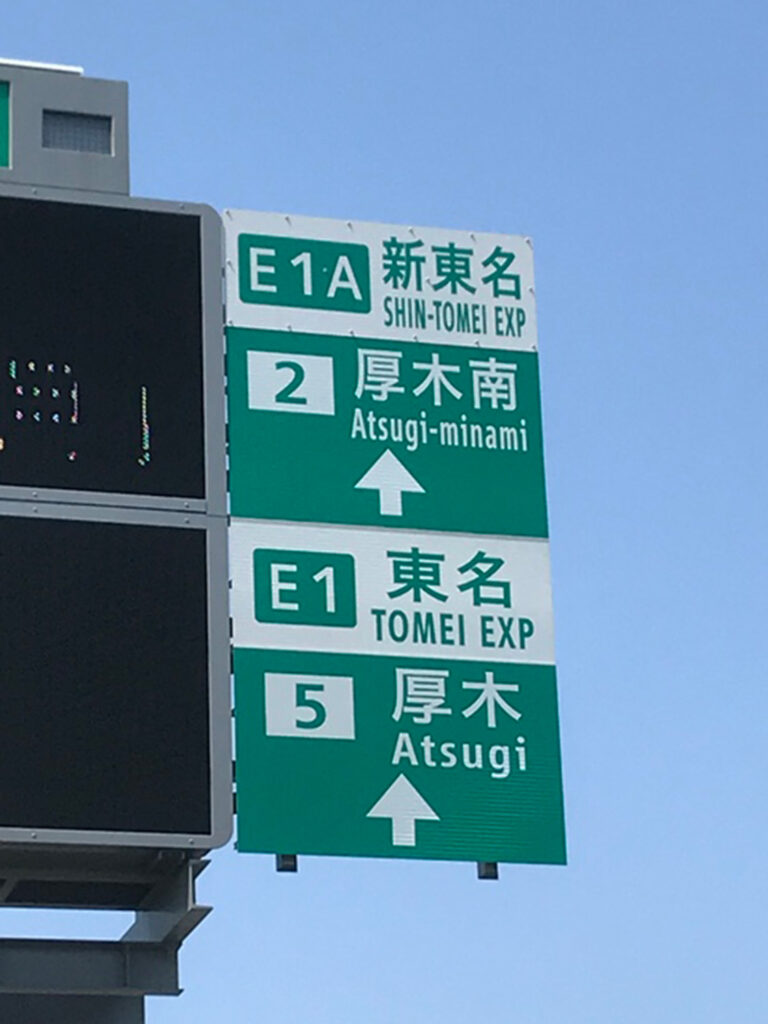 E1A 新東名
SHIN-TOMEI EXP
2 厚木南
Atsugi-minami
E1 東名
TOMEI EXP
5 厚木
Atsugi